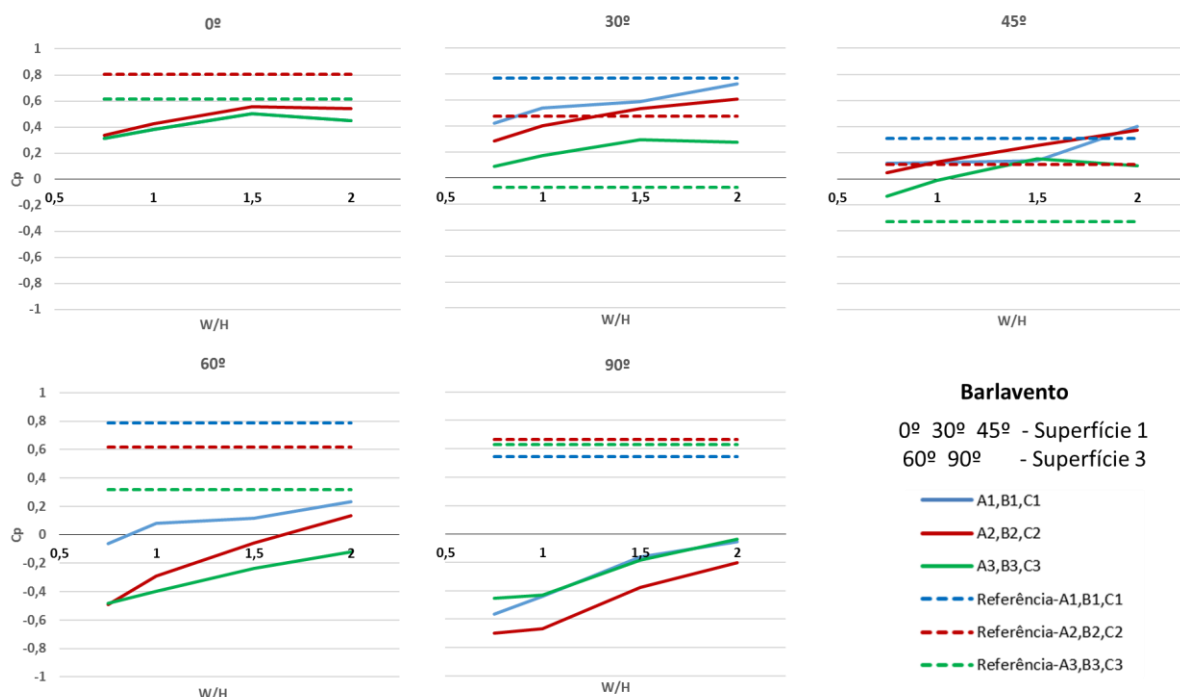 0º
30º
45º
1
0,8
0,6
0,4
0,2
0
-0,2
-0,4
-0,6
-0,8
-1
Cp
0,5 1 1,5 2
0,5 1 1,5 2
0,5 1 1,5 2
W/H
W/H
W/H
60º
90º
1
0,8
0,6
0,4
0,2
0
-0,2
-0,4
-0,6
-0,8
-1
Cp
0,5 1 1,5 2
0,5 1 1,5 2
W/H
W/H
Barlavento
0º 30º 45º - Superfície 1
60º 90º - Superfície 3
A1,B1,C1
A2,B2,C2
A3,B3,C3
Referência-A1,B1,C1
Referência-A2,B2,C2
Referência-A3,B3,C3